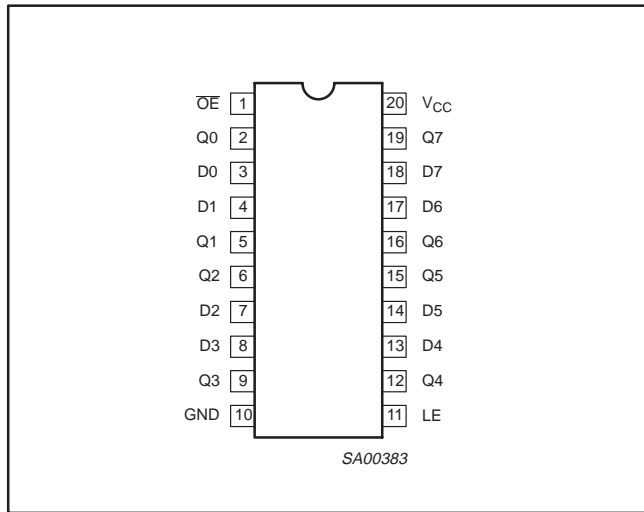 O̅E̅ 1 20 VCC
Q0 2 19 Q7
D0 3 18 D7
D1 4 17 D6
Q1 5 16 Q6
Q2 6 15 Q5
D2 7 14 D5
D3 8 13 D4
Q3 9 12 Q4
GND 10 11 LE
SA00383